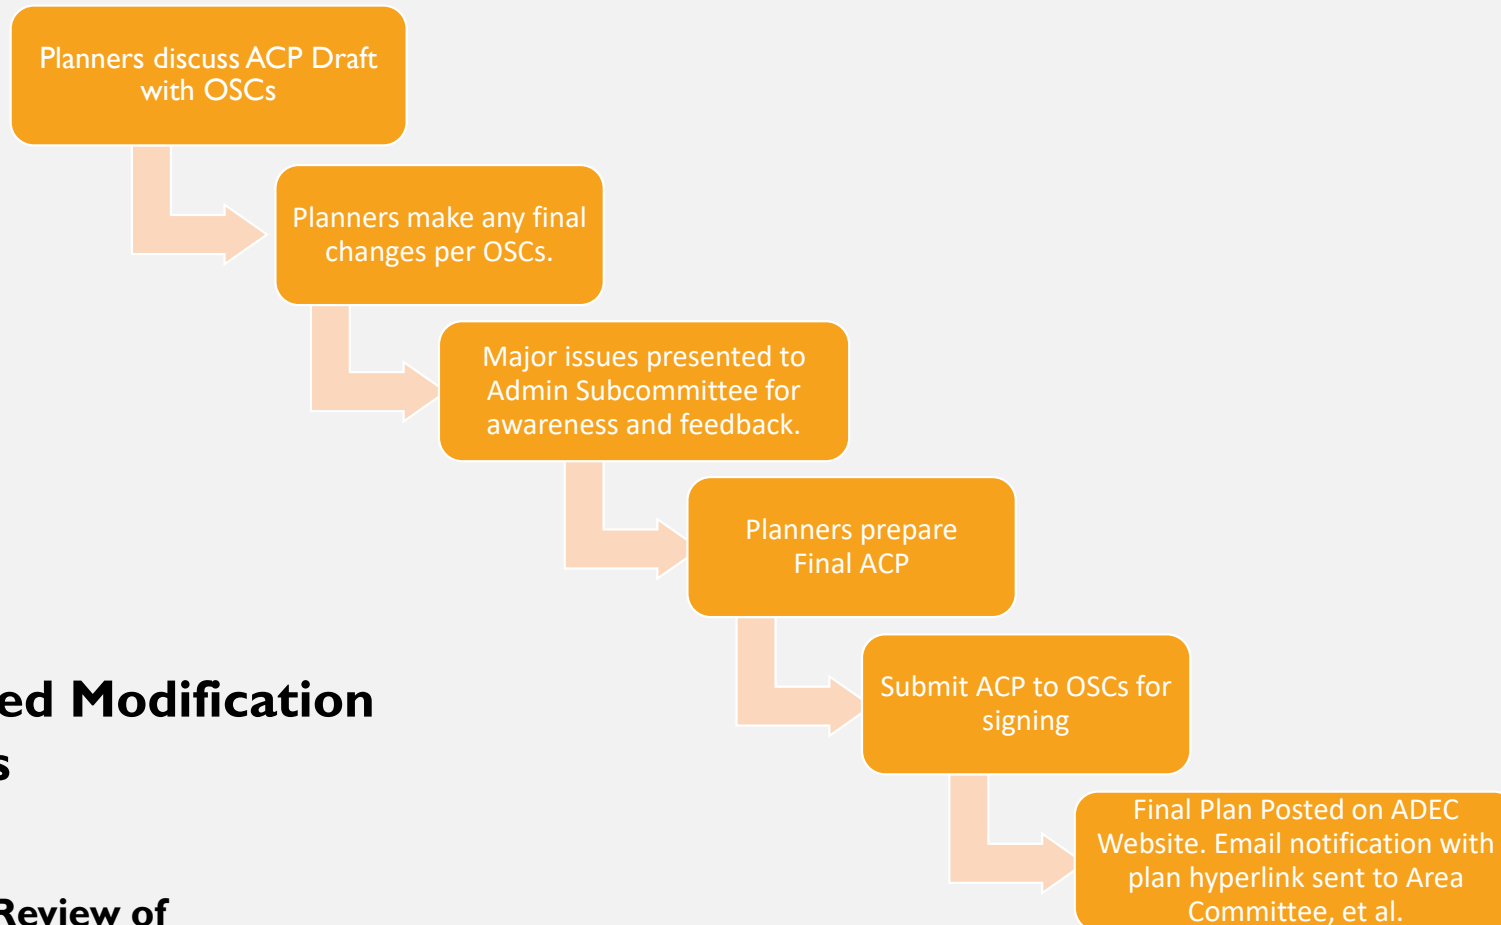 Planners discuss ACP Draft
with OSCs
Planners make any final
changes per OSCs.
Major issues presented to
Admin Subcommittee for
awareness and feedback.
Planners prepare
Final ACP
Submit ACP to OSCs for
signing
Final Plan Posted on ADEC
Website. Email notification with
plan hyperlink sent to Area
Committee, et al.
Modification
Review of